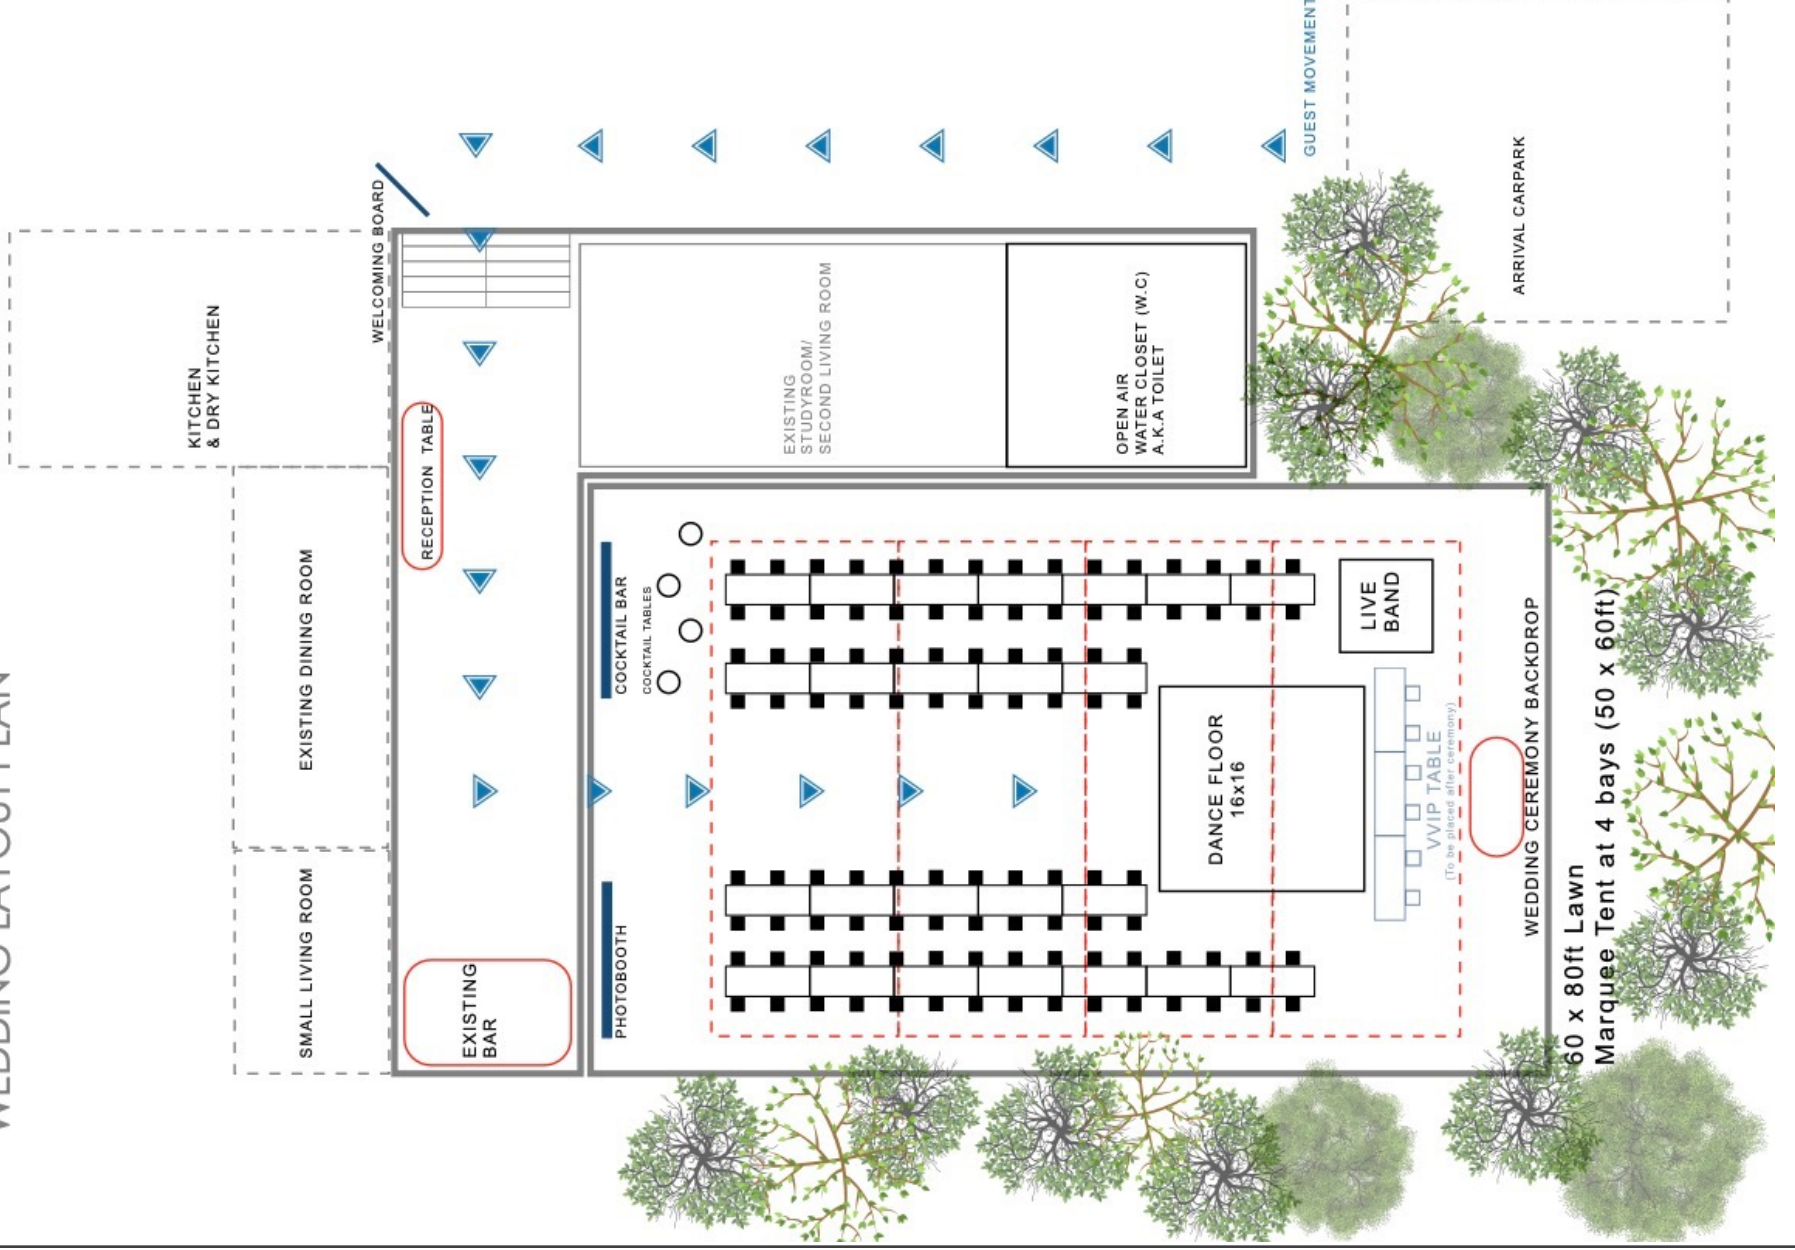 WEDDING LAYOUT PLAN
KITCHEN
& DRY KITCHEN
WELCOMING BOARD
GUEST MOVEMENT
ARRIVAL CARPARK
RECEPTION TABLE
EXISTING
STUDYROOM/
SECOND LIVING ROOM
OPEN AIR
WATER CLOSET (W.C)
A.K.A TOILET
EXISTING DINING ROOM
SMALL LIVING ROOM
EXISTING
BAR
COCKTAIL BAR
COCKTAIL TABLES
PHOTOBOOTH
LIVE
BAND
DANCE FLOOR
16x16
VVIP TABLE
(To be placed after ceremony)
WEDDING CEREMONY BACKDROP
60 x 80ft Lawn
Marquee Tent at 4 bays (50 x 60ft)